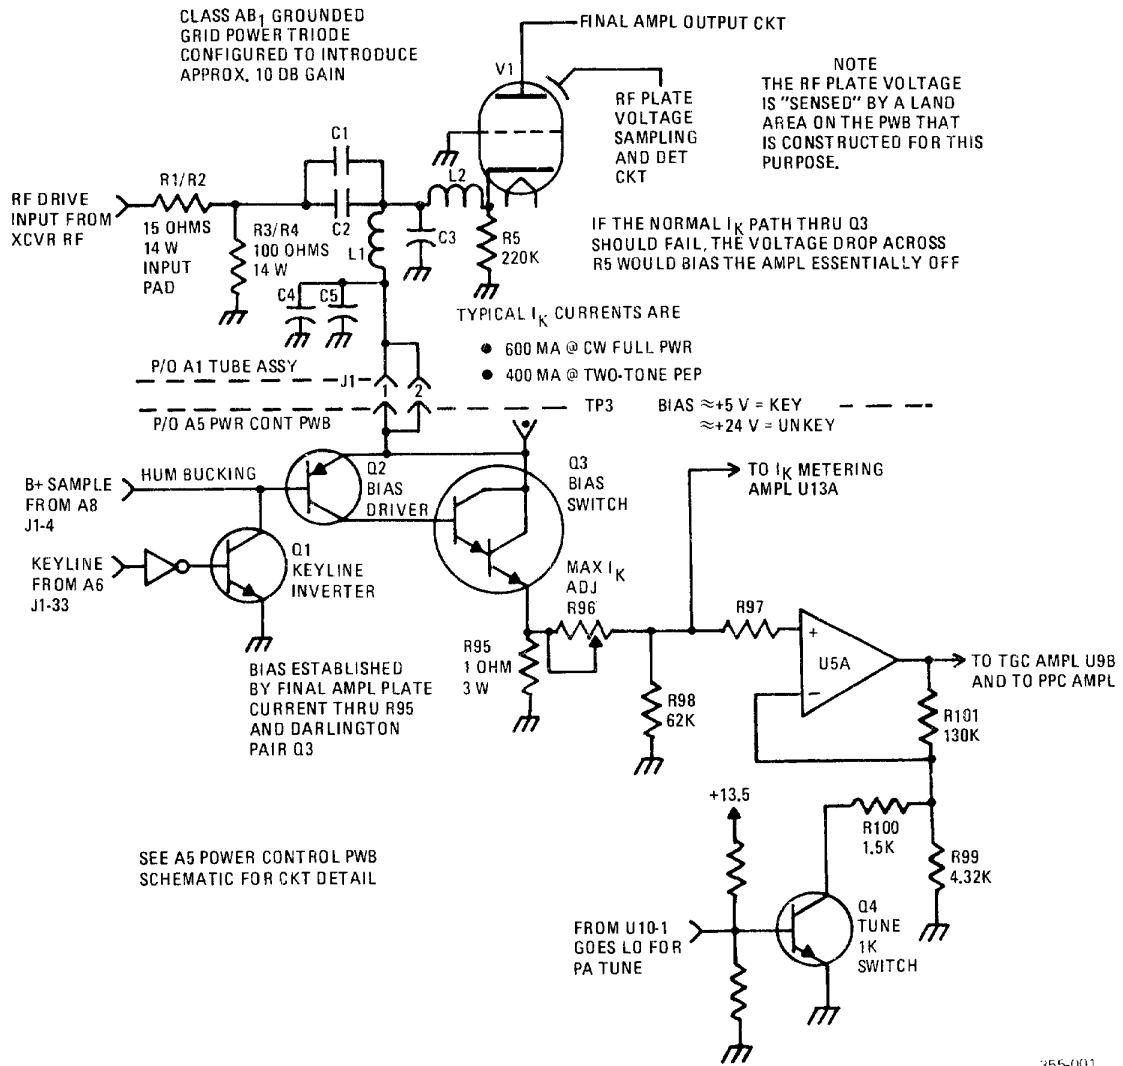 CLASS AB1 GROUNDED
GRID POWER TRIODE
CONFIGURED TO INTRODUCE
APPROX. 10 DB GAIN
FINAL AMPL OUTPUT CKT
V1
RF PLATE
VOLTAGE
SAMPLING
AND DET
CKT
NOTE
THE RF PLATE VOLTAGE
IS "SENSED" BY A LAND
AREA ON THE PWB THAT
IS CONSTRUCTED FOR THIS
PURPOSE.
C1
C2
L2
RF DRIVE
INPUT FROM
XCVR RF
R1/R2
15 OHMS
14 W
INPUT
PAD
R3/R4
100 OHMS
14 W
L1
C3
R5
220K
C4
C5
IF THE NORMAL IK PATH THRU Q3
SHOULD FAIL, THE VOLTAGE DROP ACROSS
R5 WOULD BIAS THE AMPL ESSENTIALLY OFF
TYPICAL IK CURRENTS ARE
● 600 MA @ CW FULL PWR
● 400 MA @ TWO-TONE PEP
P/O A1 TUBE ASSY
J1
1
2
P/O A5 PWR CONT PWB
TP3
BIAS ≈+5 V = KEY
≈+24 V = UNKEY
B+ SAMPLE
FROM A8
J1-4
HUM BUCKING
Q2
BIAS
DRIVER
Q3
BIAS
SWITCH
TO IK METERING
AMPL U13A
KEYLINE
FROM A6
J1-33
Q1
KEYLINE
INVERTER
MAX IK
ADJ
R96
R97
R95
1 OHM
3 W
R98
62K
+
U5A
−
TO TGC AMPL U9B
AND TO PPC AMPL
R101
130K
BIAS ESTABLISHED
BY FINAL AMPL PLATE
CURRENT THRU R95
AND DARLINGTON
PAIR Q3
+13.5
R100
1.5K
R99
4.32K
SEE A5 POWER CONTROL PWB
SCHEMATIC FOR CKT DETAIL
FROM U10-1
GOES LO FOR
PA TUNE
Q4
TUNE
1K
SWITCH
355-001